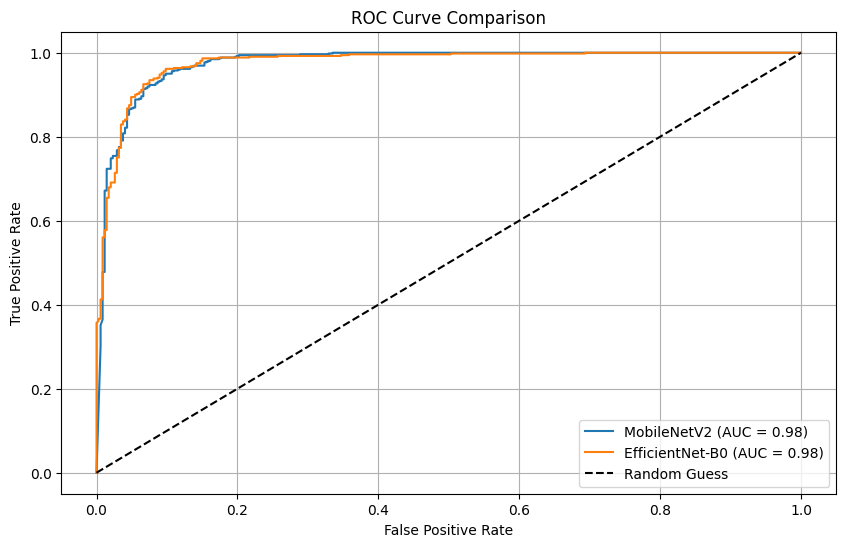 ROC Curve Comparison
True Positive Rate
1.0
0.8
0.6
0.4
0.2
0.0
MobileNetV2 (AUC = 0.98)
EfficientNet-B0 (AUC = 0.98)
Random Guess
0.0 0.2 0.4 0.6 0.8 1.0
False Positive Rate